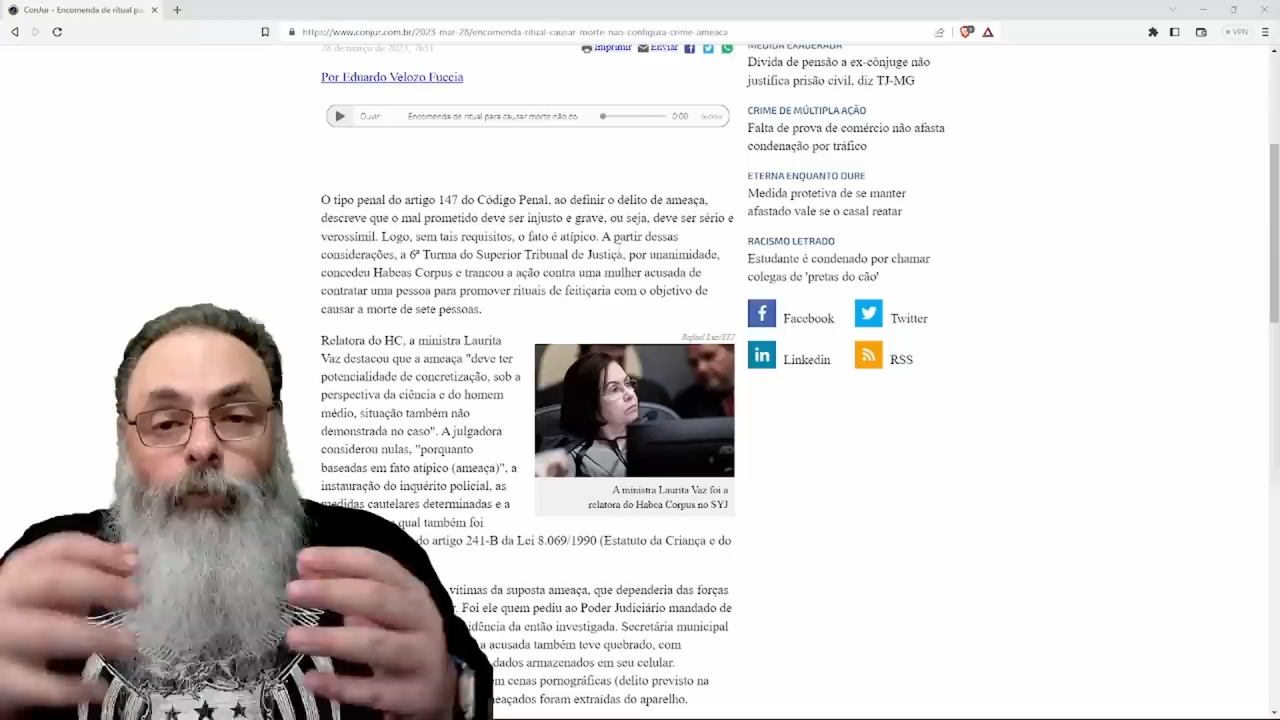 ConJur - Encomenda de ritual pa
https://www.conjur.com.br/2023-mar-28/encomenda-ritual-causar-morte-nao-configura-crime-ameaca
VPN
28 de março de 2023, 7h51
Imprimir
Enviar
Por Eduardo Velozo Fuccia
Ouvir:
Encomenda de ritual para causar morte não co
0:00
O tipo penal do artigo 147 do Código Penal, ao definir o delito de ameaça,
descreve que o mal prometido deve ser injusto e grave, ou seja, deve ser sério e
verossímil. Logo, sem tais requisitos, o fato é atípico. A partir dessas
considerações, a 6ª Turma do Superior Tribunal de Justiça, por unanimidade,
concedeu Habeas Corpus e trancou a ação contra uma mulher acusada de
contratar uma pessoa para promover rituais de feitiçaria com o objetivo de
causar a morte de sete pessoas.
Relatora do HC, a ministra Laurita
Vaz destacou que a ameaça "deve ter
potencialidade de concretização, sob a
perspectiva da ciência e do homem
médio, situação também não
demonstrada no caso". A julgadora
considerou nulas, "porquanto
baseadas em fato atípico (ameaça)", a
instauração do inquérito policial, as
medidas cautelares determinadas e a
qual também foi
do artigo 241-B da Lei 8.069/1990 (Estatuto da Criança e do
Rafael Luz/STJ
A ministra Laurita Vaz foi a
relatora do Habea Corpus no SYJ
vítimas da suposta ameaça, que dependeria das forças
Foi ele quem pediu ao Poder Judiciário mandado de
idência da então investigada. Secretária municipal
a acusada também teve quebrado, com
dados armazenados em seu celular.
em cenas pornográficas (delito previsto na
meaçados foram extraídas do aparelho.
MEDIDA EXAGERADA
Dívida de pensão a ex-cônjuge não
justifica prisão civil, diz TJ-MG
CRIME DE MÚLTIPLA AÇÃO
Falta de prova de comércio não afasta
condenação por tráfico
ETERNA ENQUANTO DURE
Medida protetiva de se manter
afastado vale se o casal reatar
RACISMO LETRADO
Estudante é condenado por chamar
colegas de 'pretas do cão'
Facebook
Twitter
Linkedin
RSS